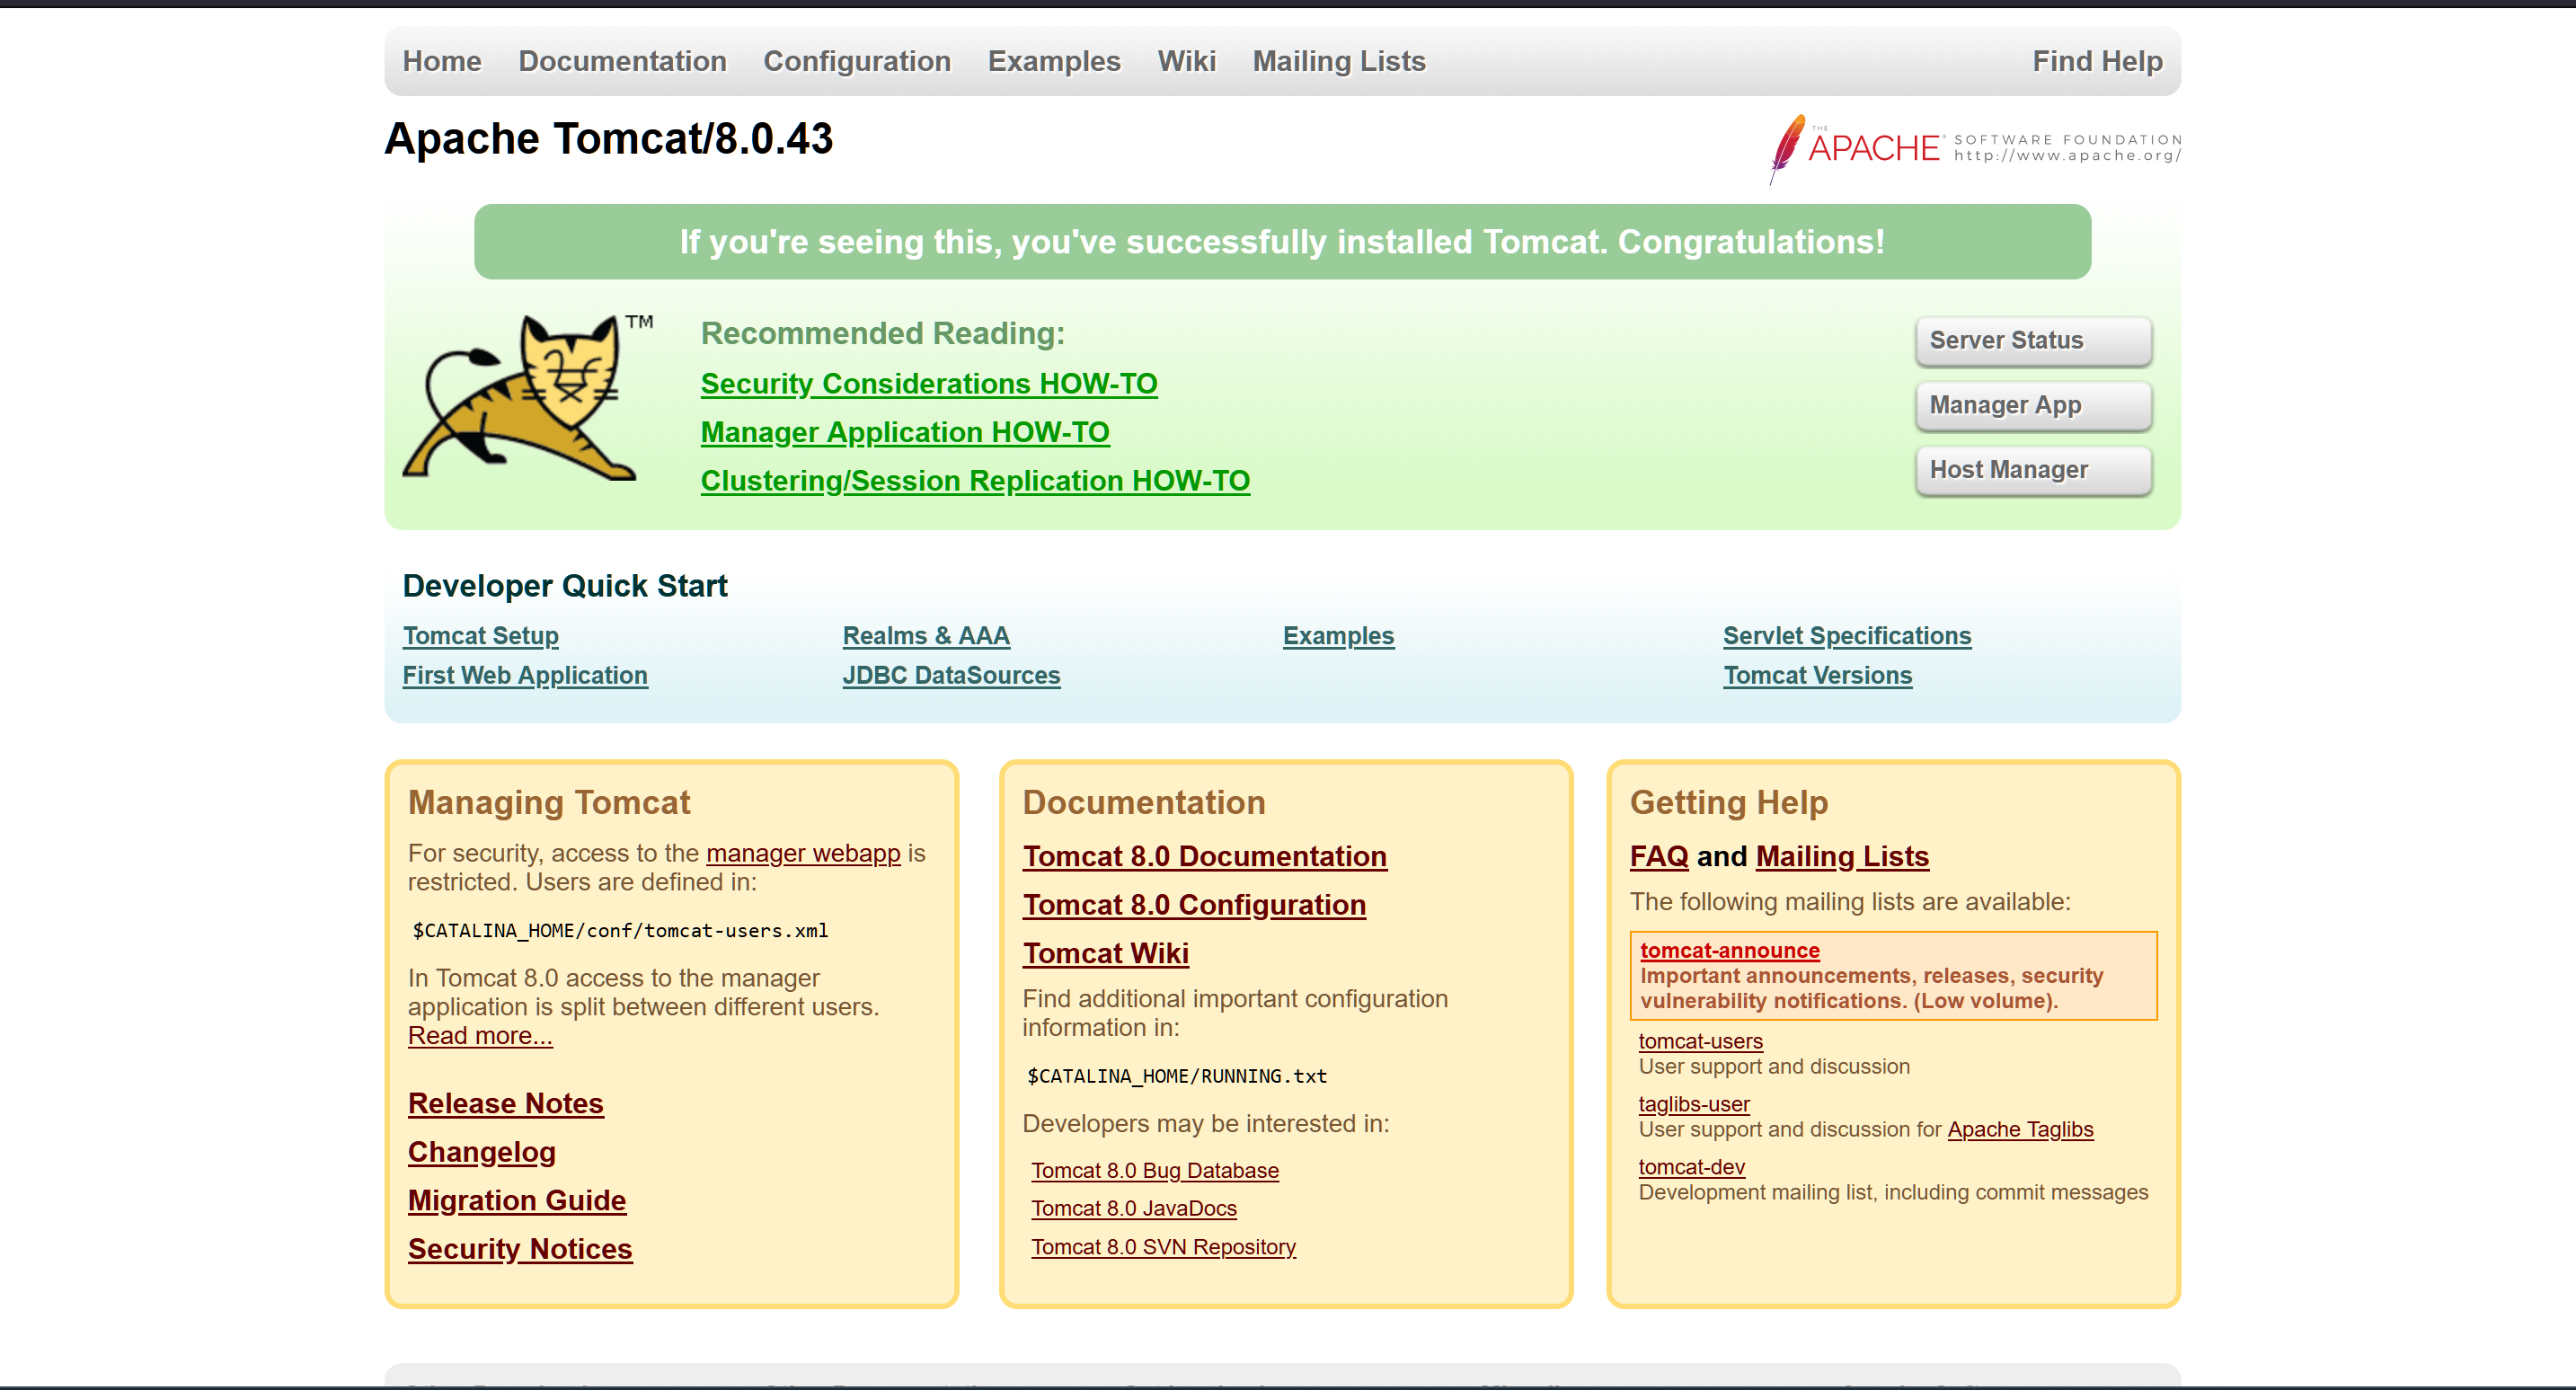 Home Documentation Configuration Examples Wiki Mailing Lists Find Help
Apache Tomcat/8.0.43
THE APACHE® SOFTWARE FOUNDATION
http://www.apache.org/
If you're seeing this, you've successfully installed Tomcat. Congratulations!
TM
Recommended Reading:
Security Considerations HOW-TO
Manager Application HOW-TO
Clustering/Session Replication HOW-TO
Server Status
Manager App
Host Manager
Developer Quick Start
Tomcat Setup
First Web Application
Realms & AAA
JDBC DataSources
Examples
Servlet Specifications
Tomcat Versions
Managing Tomcat
For security, access to the manager webapp is
restricted. Users are defined in:
$CATALINA_HOME/conf/tomcat-users.xml
In Tomcat 8.0 access to the manager
application is split between different users.
Read more...
Release Notes
Changelog
Migration Guide
Security Notices
Documentation
Tomcat 8.0 Documentation
Tomcat 8.0 Configuration
Tomcat Wiki
Find additional important configuration
information in:
$CATALINA_HOME/RUNNING.txt
Developers may be interested in:
Tomcat 8.0 Bug Database
Tomcat 8.0 JavaDocs
Tomcat 8.0 SVN Repository
Getting Help
FAQ and Mailing Lists
The following mailing lists are available:
tomcat-announce
Important announcements, releases, security
vulnerability notifications. (Low volume).
tomcat-users
User support and discussion
taglibs-user
User support and discussion for Apache Taglibs
tomcat-dev
Development mailing list, including commit messages